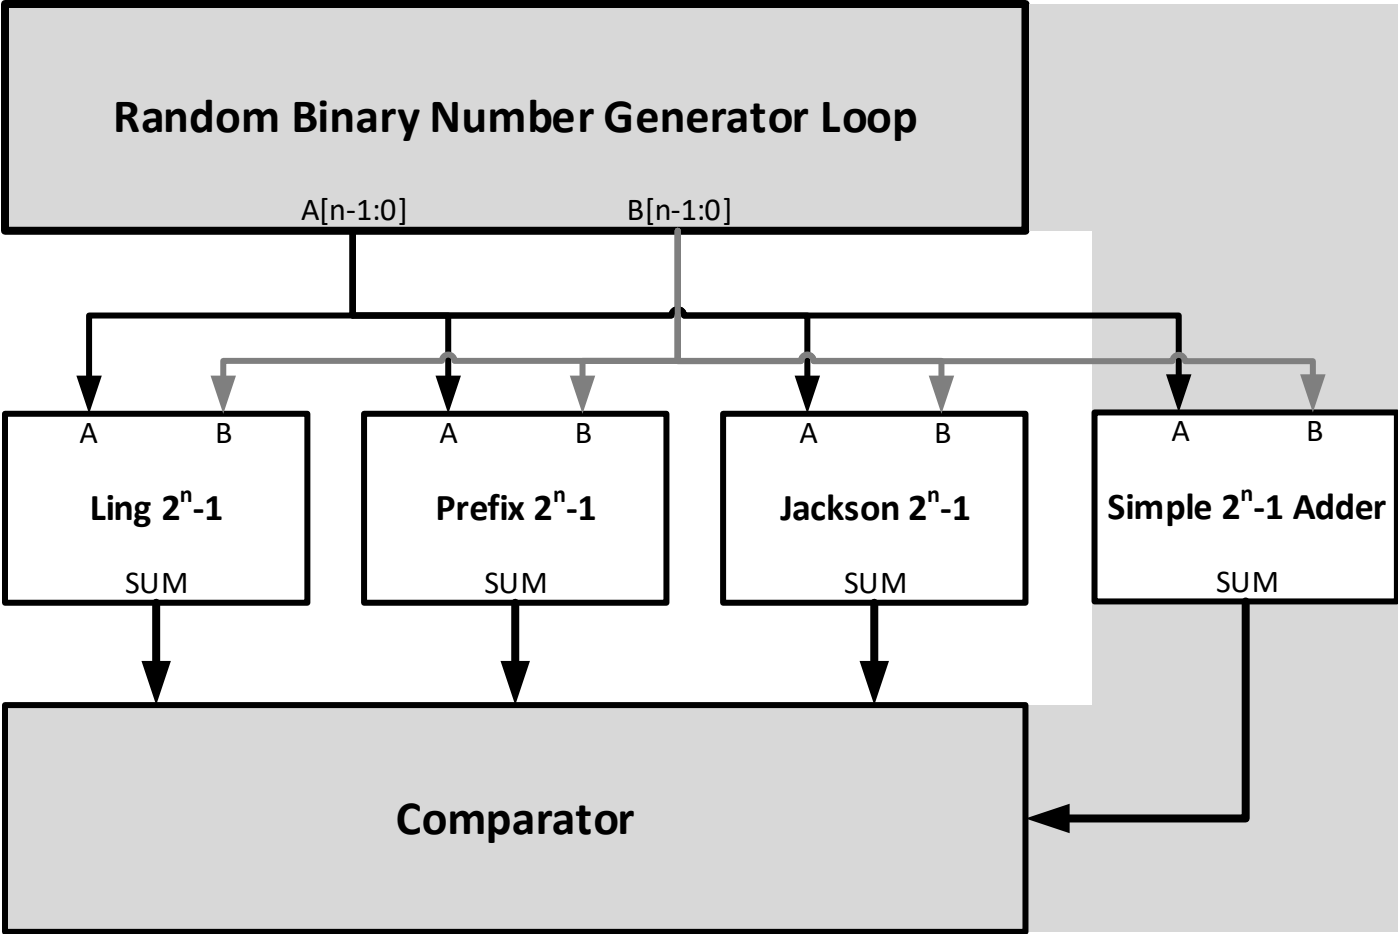 Random Binary Number Generator Loop
A[n-1:0] B[n-1:0]
A B A B A B A B
Ling 2ⁿ-1 Prefix 2ⁿ-1 Jackson 2ⁿ-1 Simple 2ⁿ-1 Adder
SUM SUM SUM SUM
Comparator